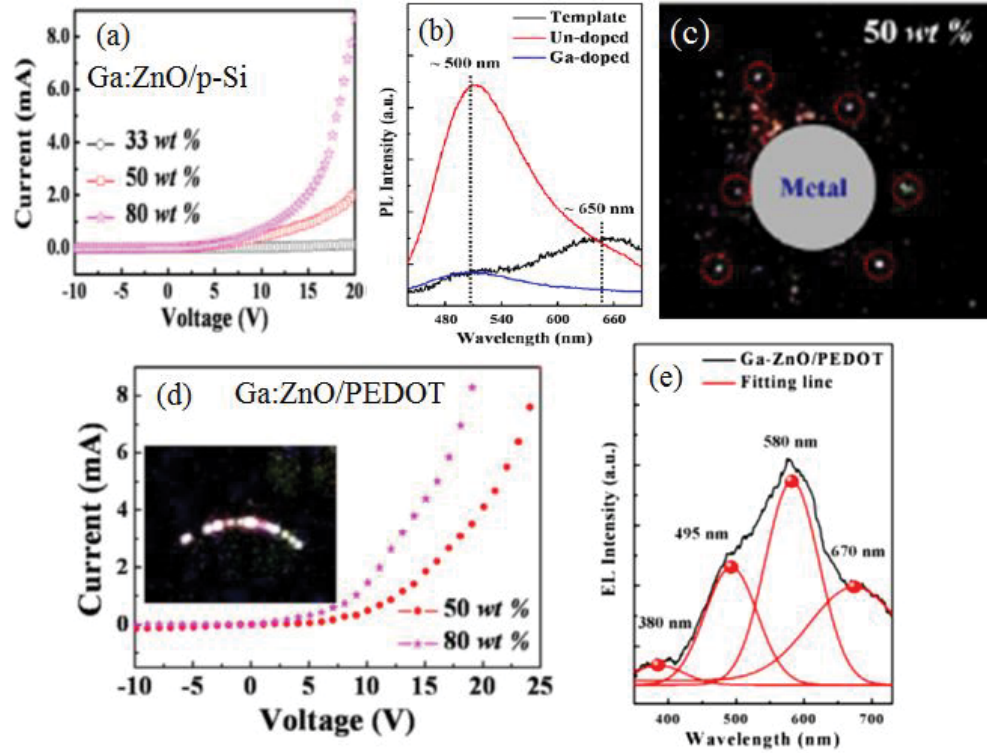 (a)
Ga:ZnO/p-Si
33 wt %
50 wt %
80 wt %
Current (mA)
8.0
6.0
4.0
2.0
0.0
-10 -5 0 5 10 15 20
Voltage (V)
(b)
Template
Un-doped
Ga-doped
~ 500 nm
~ 650 nm
PL Intensity (a.u.)
480 540 600 660
Wavelength (nm)
(c)
50 wt %
Metal
(d)
Ga:ZnO/PEDOT
50 wt %
80 wt %
Current (mA)
8
6
4
2
0
-10 -5 0 5 10 15 20 25
Voltage (V)
(e)
Ga-ZnO/PEDOT
Fitting line
580 nm
495 nm
670 nm
380 nm
EL Intensity (a.u.)
400 500 600 700
Wavelength (nm)